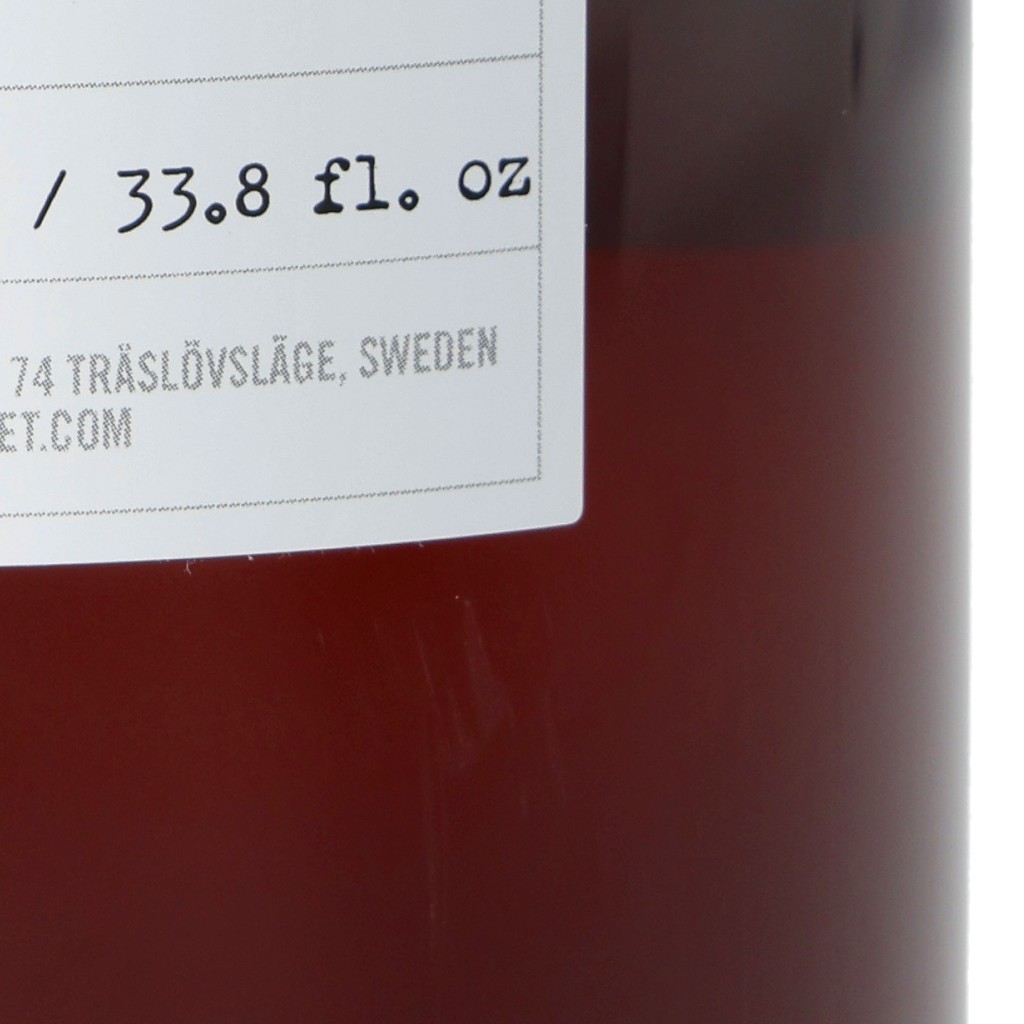 / 33.8 fl. oz
74 TRÄSLÖVSLÄGE, SWEDEN
ET.COM